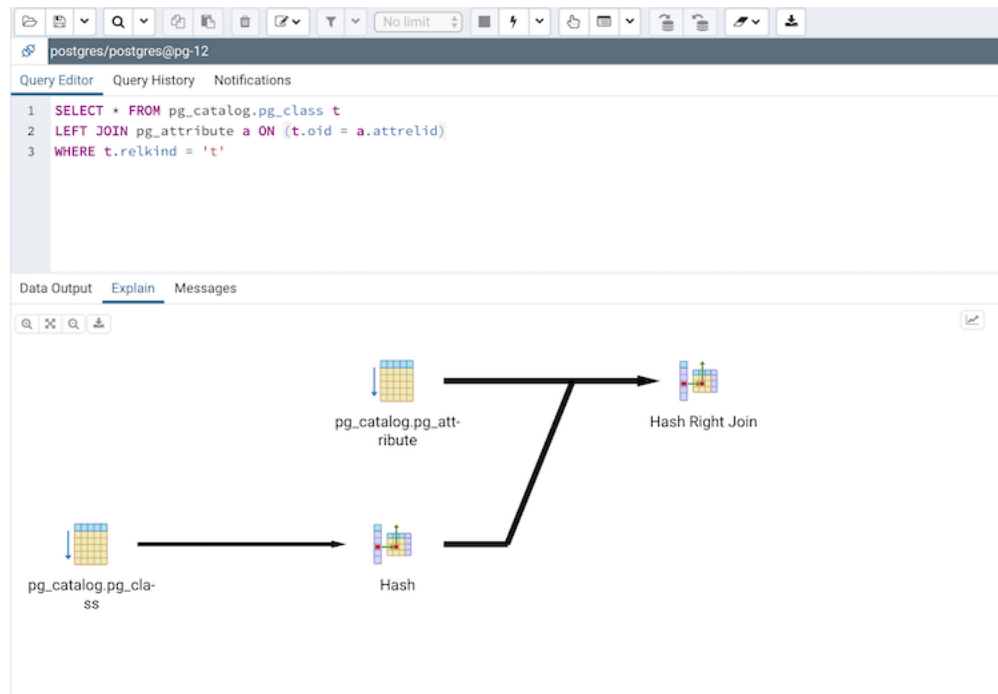 No limit
postgres/postgres@pg-12
Query Editor Query History Notifications
1 SELECT * FROM pg_catalog.pg_class t
2 LEFT JOIN pg_attribute a ON (t.oid = a.attrelid)
3 WHERE t.relkind = 't'
Data Output Explain Messages
pg_catalog.pg_att-
ribute
Hash Right Join
pg_catalog.pg_cla-
ss
Hash